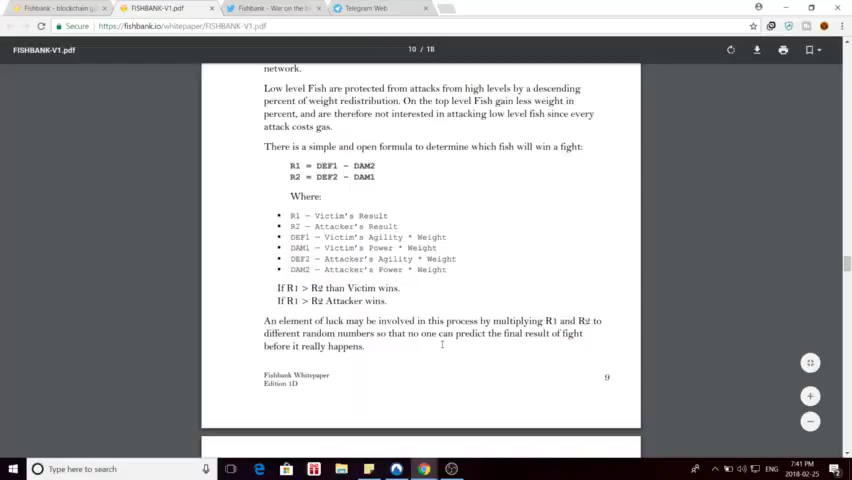 Fishbank - blockchain ga
FISHBANK-V1.pdf
Fishbank - War on the b
Telegram Web
Secure
https://fishbank.io/whitepaper/FISHBANK-V1.pdf
FISHBANK-V1.pdf
10 / 18
network.
Low level Fish are protected from attacks from high levels by a descending
percent of weight redistribution. On the top level Fish gain less weight in
percent, and are therefore not interested in attacking low level fish since every
attack costs gas.
There is a simple and open formula to determine which fish will win a fight:
R1 = DEF1 - DAM2
R2 = DEF2 - DAM1
Where:
▪ R1 — Victim's Result
▪ R2 — Attacker's Result
▪ DEF1 — Victim's Agility * Weight
▪ DAM1 — Victim's Power * Weight
▪ DEF2 — Attacker's Agility * Weight
▪ DAM2 — Attacker's Power * Weight
If R1 > R2 than Victim wins.
If R1 > R2 Attacker wins.
An element of luck may be involved in this process by multiplying R1 and R2 to
different random numbers so that no one can predict the final result of fight
before it really happens.
Fishbank Whitepaper
Edition 1D
9
Type here to search
ENG
7:41 PM
2018-02-25
2